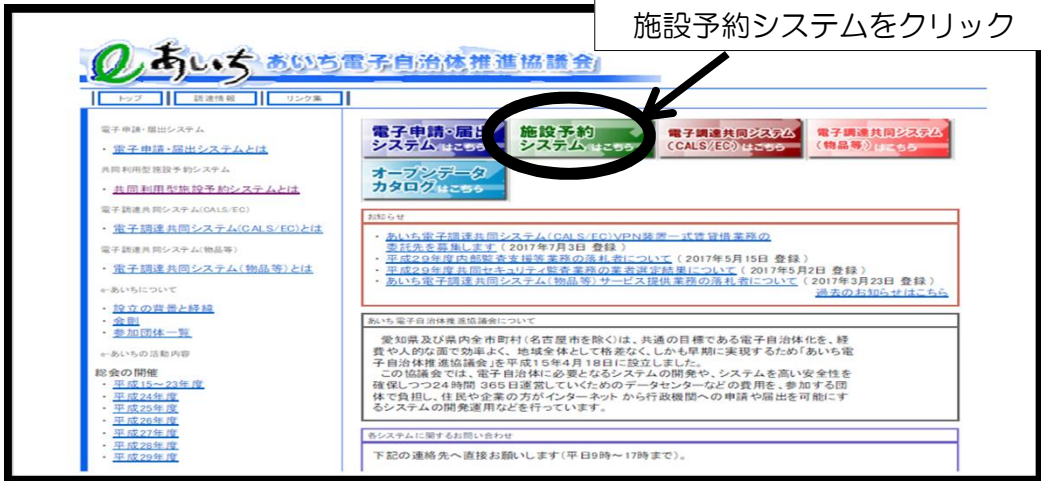 施設予約システムをクリック
eあいち あいち電子自治体推進協議会
トップ 調達情報 リンク集
電子申請・届出システム
・ 電子申請・届出システムとは
共同利用型施設予約システム
・ 共同利用型施設予約システムとは
電子調達共同システム(CALS/EC)
・ 電子調達共同システム(CALS/EC)とは
電子調達共同システム(物品等)
・ 電子調達共同システム(物品等)とは
e-あいちについて
・ 設立の背景と経緯
・ 会則
・ 参加団体一覧
e-あいちの活動内容
総会の開催
・ 平成15~23年度
・ 平成24年度
・ 平成25年度
・ 平成26年度
・ 平成27年度
・ 平成28年度
・ 平成29年度
電子申請・届出
システム はこちら
施設予約
システム はこちら
電子調達共同システム
(CALS/EC) はこちら
電子調達共同システム
(物品等) はこちら
オープンデータ
カタログ はこちら
お知らせ
・ あいち電子調達共同システム(CALS/EC)VPN装置一式賃貸借業務の
委託先を募集します ( 2017年7月3日 登録 )
・ 平成29年度内部監査支援等業務の落札者について ( 2017年5月15日 登録 )
・ 平成29年度共同セキュリティ監査業務の業者選定結果について ( 2017年5月2日 登録 )
・ あいち電子調達共同システム(物品等)サービス提供業務の落札者について ( 2017年3月23日 登録 )
過去のお知らせはこちら
あいち電子自治体推進協議会について
愛知県及び県内全市町村(名古屋市を除く)は、共通の目標である電子自治体化を、経
費や人的な面で効率よく、地域全体として格差なく、しかも早期に実現するため「あいち電
子自治体推進協議会」を平成15年4月18日に設立しました。
この協議会では、電子自治体に必要となるシステムの開発や、システムを高い安全性を
確保しつつ24時間 365日運営していくためのデータセンターなどの費用を、参加する団
体で負担し、住民や企業の方がインターネット から行政機関への申請や届出を可能にす
るシステムの開発運用などを行っています。
各システムに関するお問い合わせ
下記の連絡先へ直接お願いします(平日9時~17時まで)。